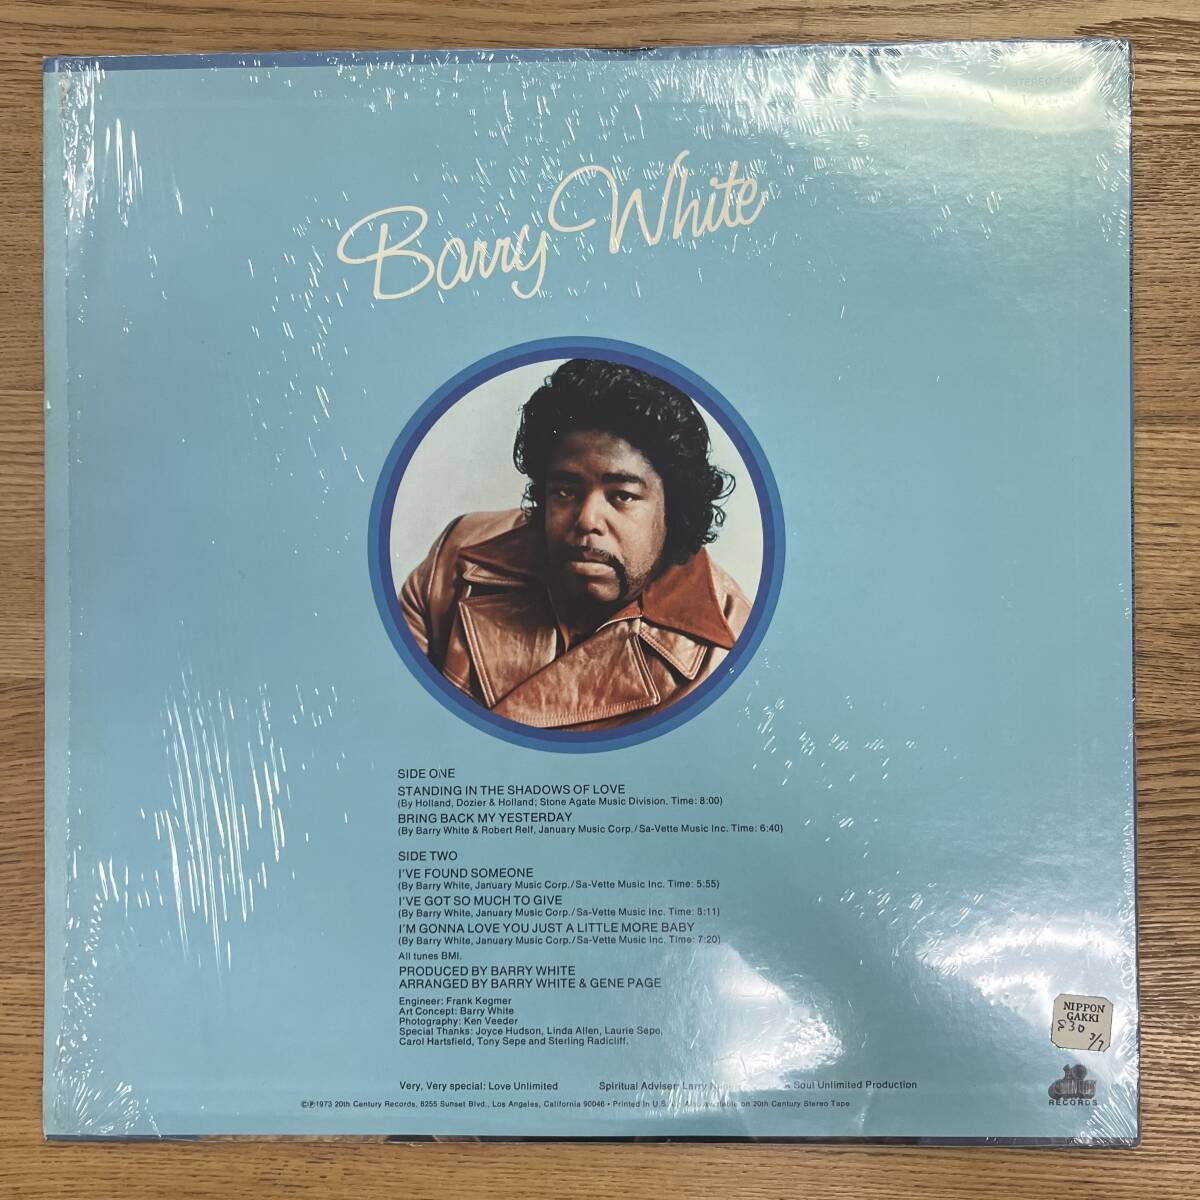 STEREO
Barry White
SIDE ONE
STANDING IN THE SHADOWS OF LOVE
(By Holland, Dozier & Holland; Stone Agate Music Division. Time: 8:00)
BRING BACK MY YESTERDAY
(By Barry White & Robert Relf, January Music Corp./Sa-Vette Music Inc. Time: 6:40)
SIDE TWO
I'VE FOUND SOMEONE
(By Barry White, January Music Corp./Sa-Vette Music Inc. Time: 5:55)
I'VE GOT SO MUCH TO GIVE
(By Barry White, January Music Corp./Sa-Vette Music Inc. Time: 8:11)
I'M GONNA LOVE YOU JUST A LITTLE MORE BABY
(By Barry White, January Music Corp./Sa-Vette Music Inc. Time: 7:20)
All tunes BMI.
PRODUCED BY BARRY WHITE
ARRANGED BY BARRY WHITE & GENE PAGE
Engineer: Frank Kegmer
Art Concept: Barry White
Photography: Ken Veeder
Special Thanks: Joyce Hudson, Linda Allen, Laurie Sepe,
Carol Hartsfield, Tony Sepe and Sterling Radicliff.
NIPPON
GAKKI
830 3/7
Very, Very special: Love Unlimited
Spiritual Adviser: Larry
Soul Unlimited Production
RECORDS
©℗1973 20th Century Records, 8255 Sunset Blvd., Los Angeles, California 90046 • Printed in U.S. Also available on 20th Century Stereo Tape